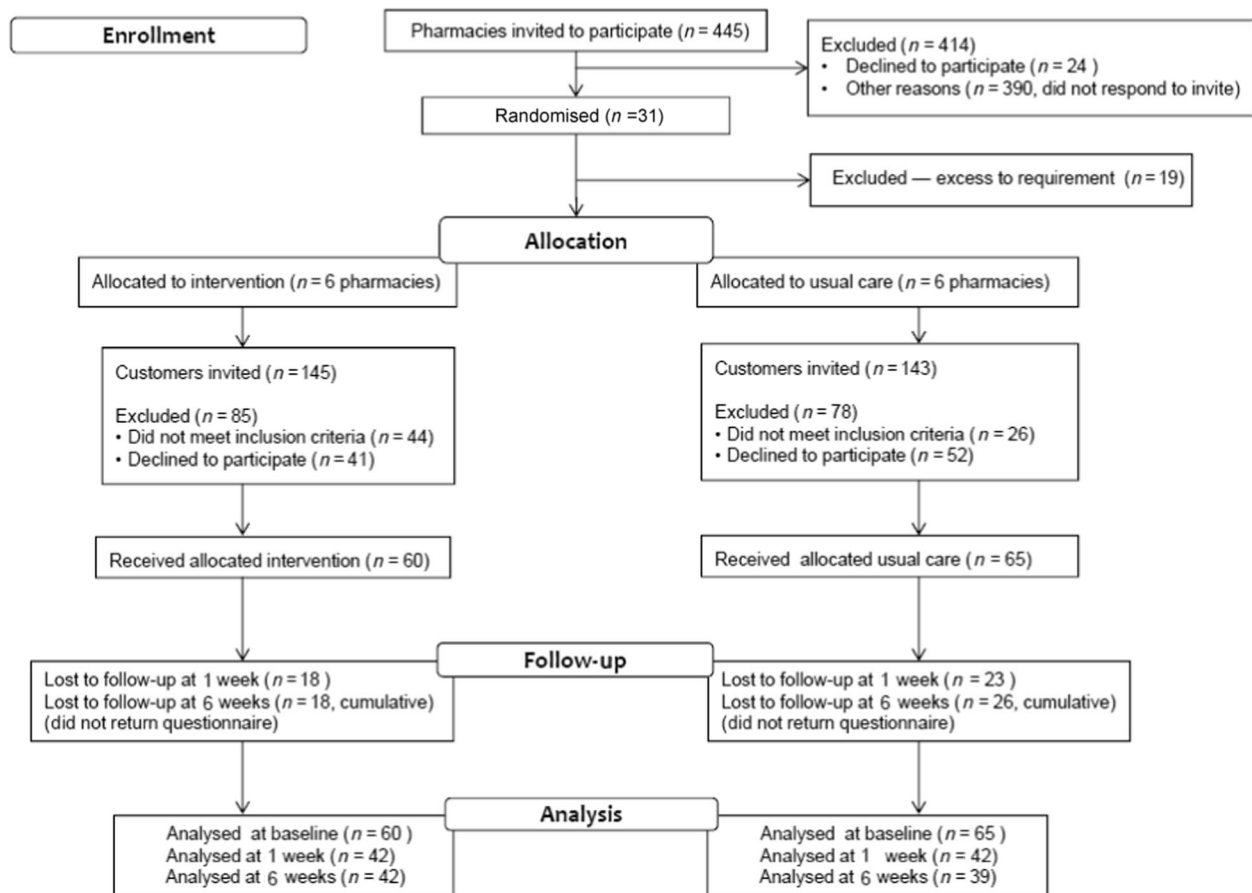 Enrollment
Pharmacies invited to participate (n = 445)
Excluded (n = 414)
• Declined to participate (n = 24 )
• Other reasons (n = 390, did not respond to invite)
Randomised (n =31)
Excluded — excess to requirement (n = 19)
Allocation
Allocated to intervention (n = 6 pharmacies)
Allocated to usual care (n = 6 pharmacies)
Customers invited (n = 145)
Excluded (n = 85)
• Did not meet inclusion criteria (n = 44)
• Declined to participate (n = 41)
Customers invited (n = 143)
Excluded (n = 78)
• Did not meet inclusion criteria (n = 26)
• Declined to participate (n = 52)
Received allocated intervention (n = 60)
Received allocated usual care (n = 65)
Follow-up
Lost to follow-up at 1 week (n = 18 )
Lost to follow-up at 6 weeks (n = 18, cumulative)
(did not return questionnaire)
Lost to follow-up at 1 week (n = 23 )
Lost to follow-up at 6 weeks (n = 26, cumulative)
(did not return questionnaire)
Analysis
Analysed at baseline (n = 60 )
Analysed at 1 week (n = 42)
Analysed at 6 weeks (n = 42)
Analysed at baseline (n = 65 )
Analysed at 1 week (n = 42)
Analysed at 6 weeks (n = 39)